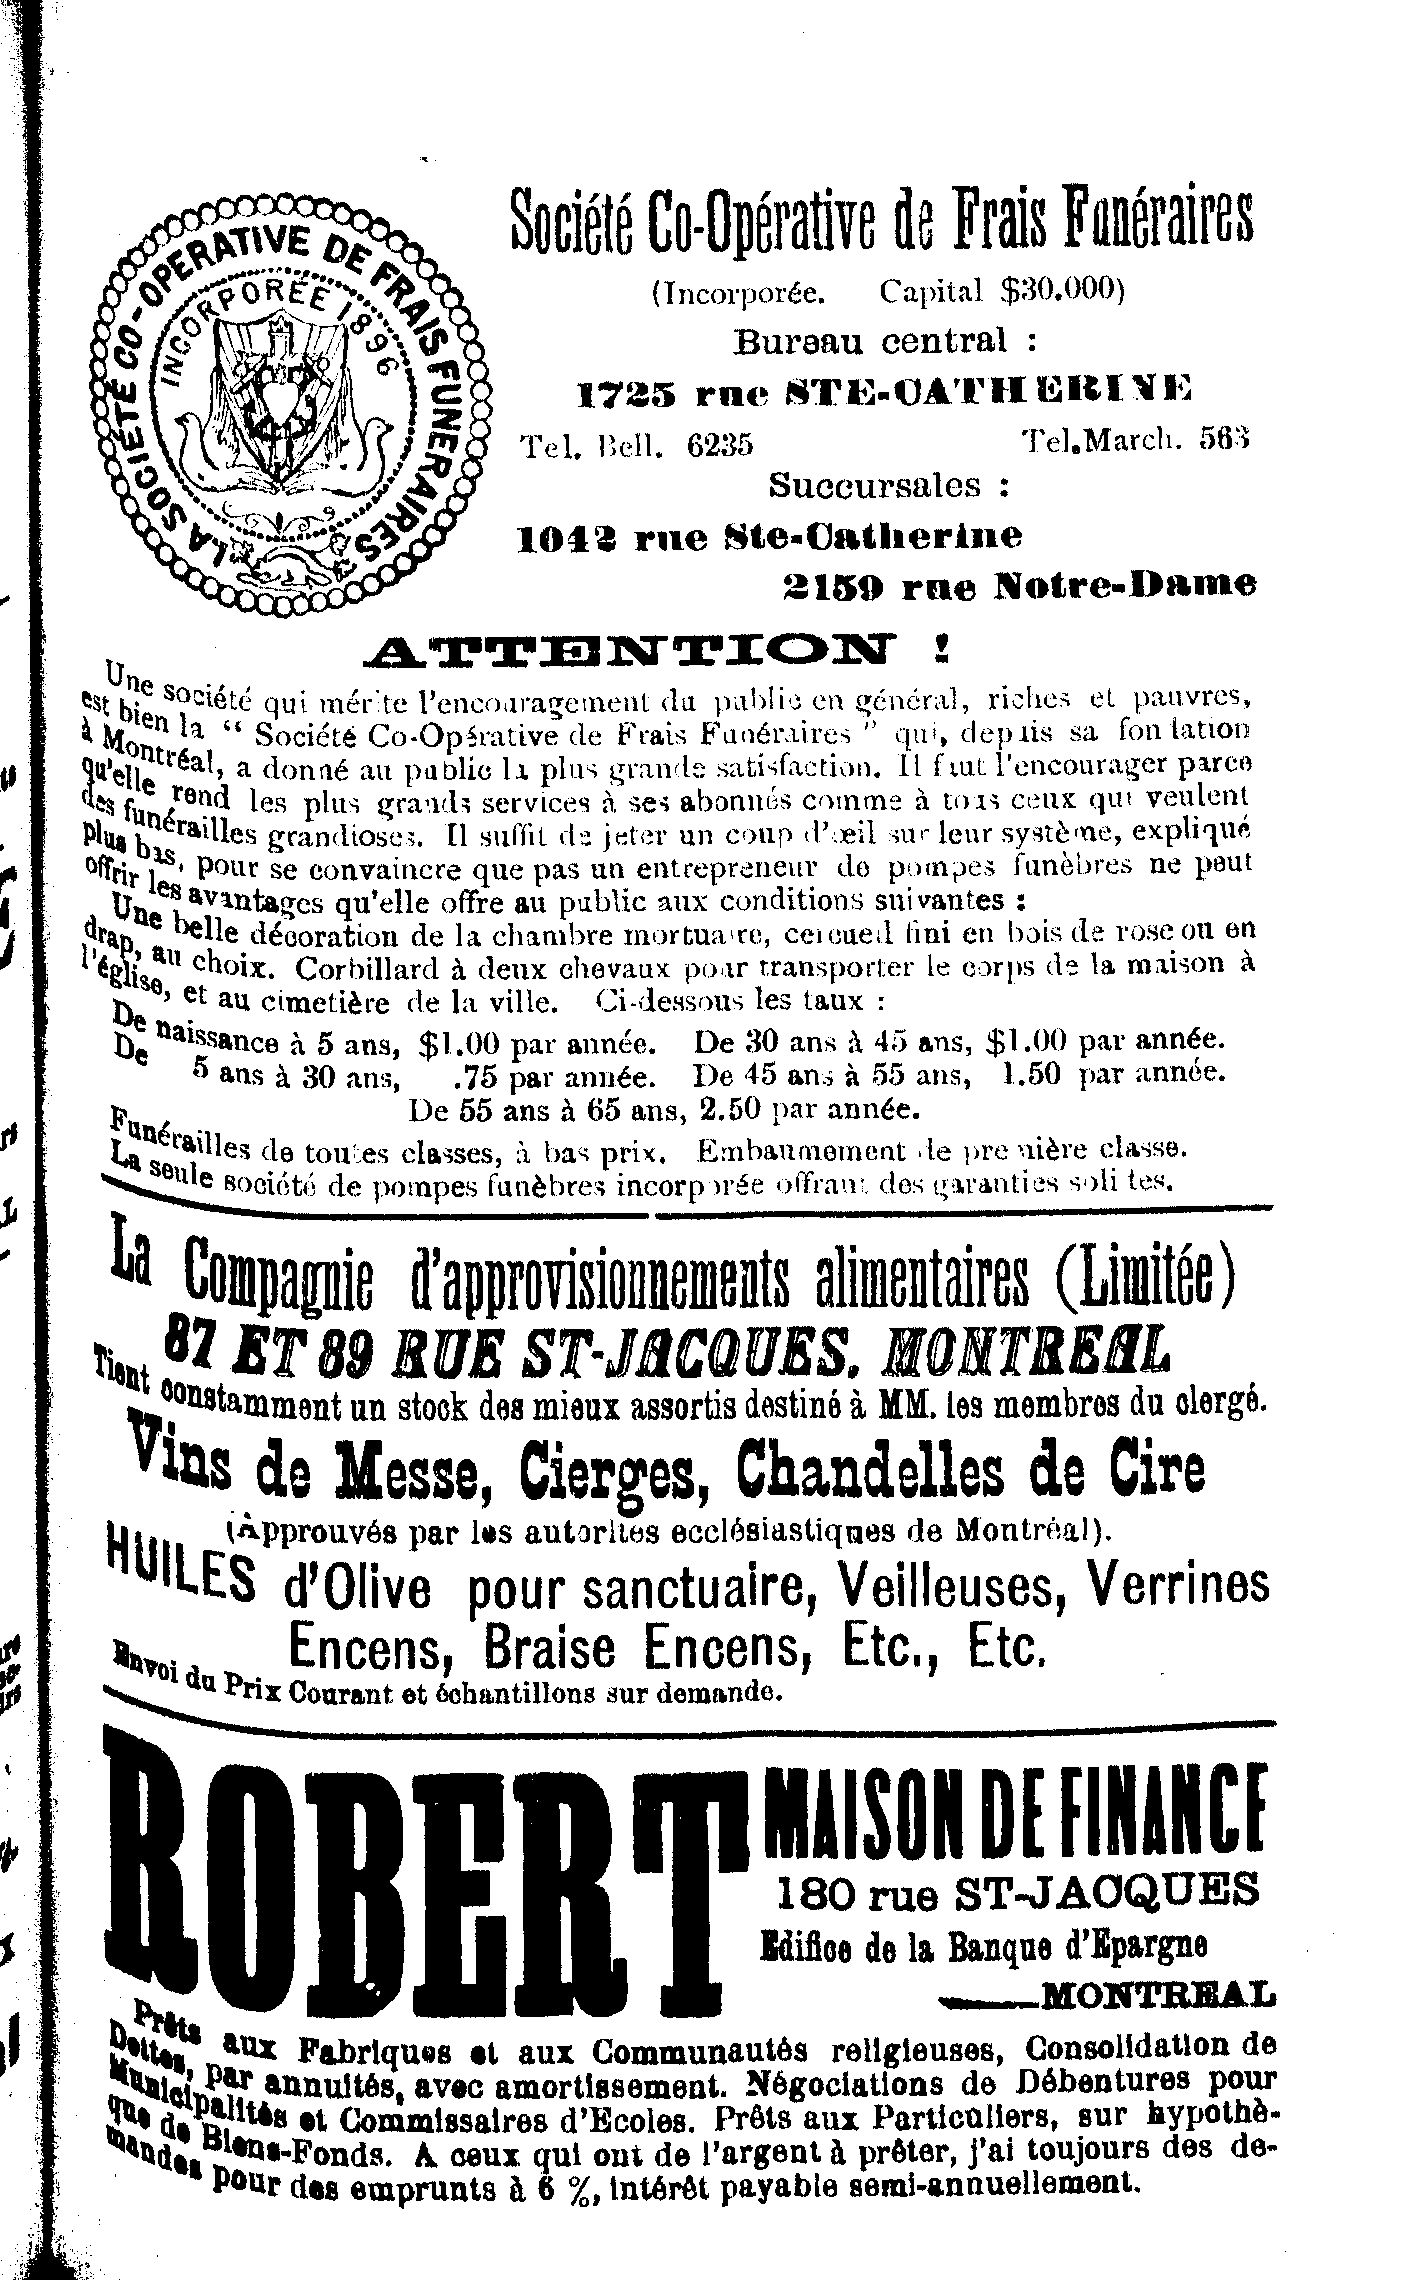 LA SOCIÉTÉ CO-OPERATIVE DE FRAIS FUNERAIRES
INCORPORÉE 1896
Société Co-Opérative de Frais Funéraires
(Incorporée. Capital $30.000)
Bureau central :
1725 rue STE-CATHERINE
Tel. Bell. 6235 Tel. March. 563
Succursales :
1042 rue Ste-Catherine
2159 rue Notre-Dame
ATTENTION !
Une société qui mérite l'encouragement du public en général, riches et pauvres,
est bien la " Société Co-Opérative de Frais Funéraires " qui, depuis sa fondation
à Montréal, a donné au public la plus grande satisfaction. Il faut l'encourager parce
qu'elle rend les plus grands services à ses abonnés comme à tous ceux qui veulent
des funérailles grandioses. Il suffit de jeter un coup d'œil sur leur système, expliqué
plus bas, pour se convaincre que pas un entrepreneur de pompes funèbres ne peut
offrir les avantages qu'elle offre au public aux conditions suivantes :
Une belle décoration de la chambre mortuaire, cercueil fini en bois de rose ou en
drap, au choix. Corbillard à deux chevaux pour transporter le corps de la maison à
l'église, et au cimetière de la ville. Ci-dessous les taux :
De naissance à 5 ans, $1.00 par année. De 30 ans à 45 ans, $1.00 par année.
De 5 ans à 30 ans, .75 par année. De 45 ans à 55 ans, 1.50 par année.
De 55 ans à 65 ans, 2.50 par année.
Funérailles de toutes classes, à bas prix. Embaumement de première classe.
La seule société de pompes funèbres incorporée offrant des garanties solides.
La Compagnie d'approvisionnements alimentaires (Limitée)
87 ET 89 RUE ST-JACQUES. MONTREAL
Tient constamment un stock des mieux assortis destiné à MM. les membres du clergé.
Vins de Messe, Cierges, Chandelles de Cire
(Approuvés par les autorites ecclésiastiques de Montréal).
HUILES d'Olive pour sanctuaire, Veilleuses, Verrines
Encens, Braise Encens, Etc., Etc.
Envoi du Prix Courant et échantillons sur demande.
ROBERT MAISON DE FINANCE
180 rue ST-JACQUES
Edifice de la Banque d'Epargne
MONTREAL
Prêts aux Fabriques et aux Communautés religieuses, Consolidation de
Dettes, par annuités, avec amortissement. Négociations de Débentures pour
Municipalités et Commissaires d'Ecoles. Prêts aux Particuliers, sur hypothè-
que de Biens-Fonds. A ceux qui ont de l'argent à prêter, j'ai toujours des de-
mandes pour des emprunts à 6 %, intérêt payable semi-annuellement.